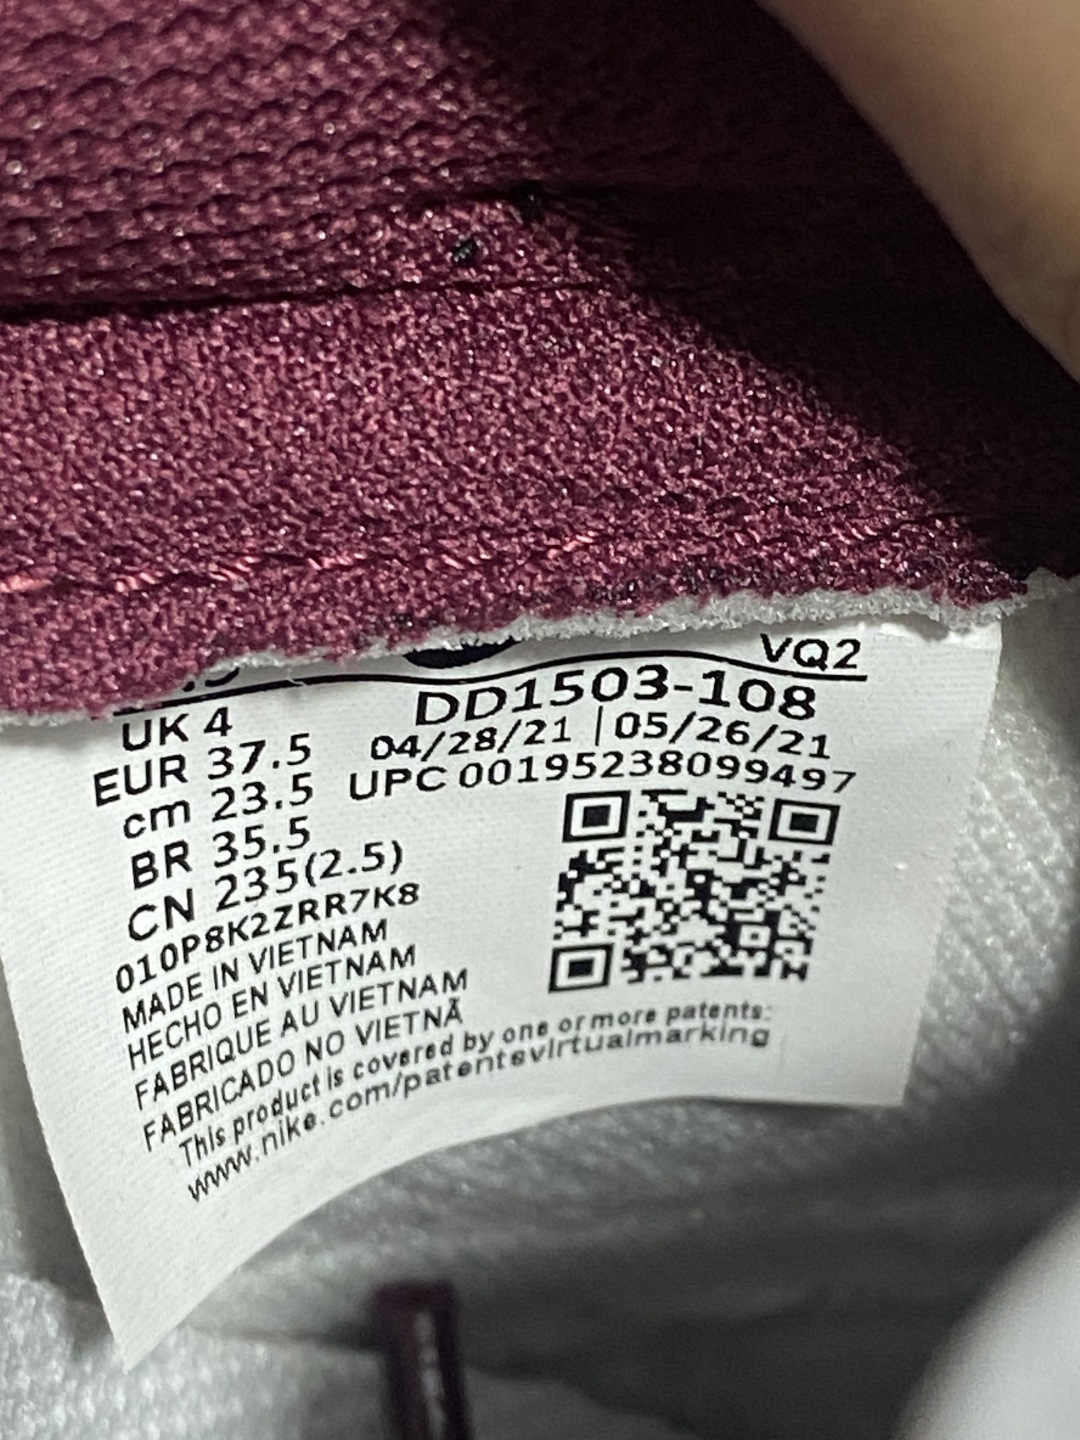 VQ2
DD1503-108
04/28/21 | 05/26/21
UPC 00195238099497
UK 4
EUR 37.5
cm 23.5
BR 35.5
CN 235(2.5)
010P8K2ZRR7K8
MADE IN VIETNAM
HECHO EN VIETNAM
FABRIQUE AU VIETNAM
FABRICADO NO VIETNÃ
This product is covered by one or more patents:
www.nike.com/patentsvirtualmarking